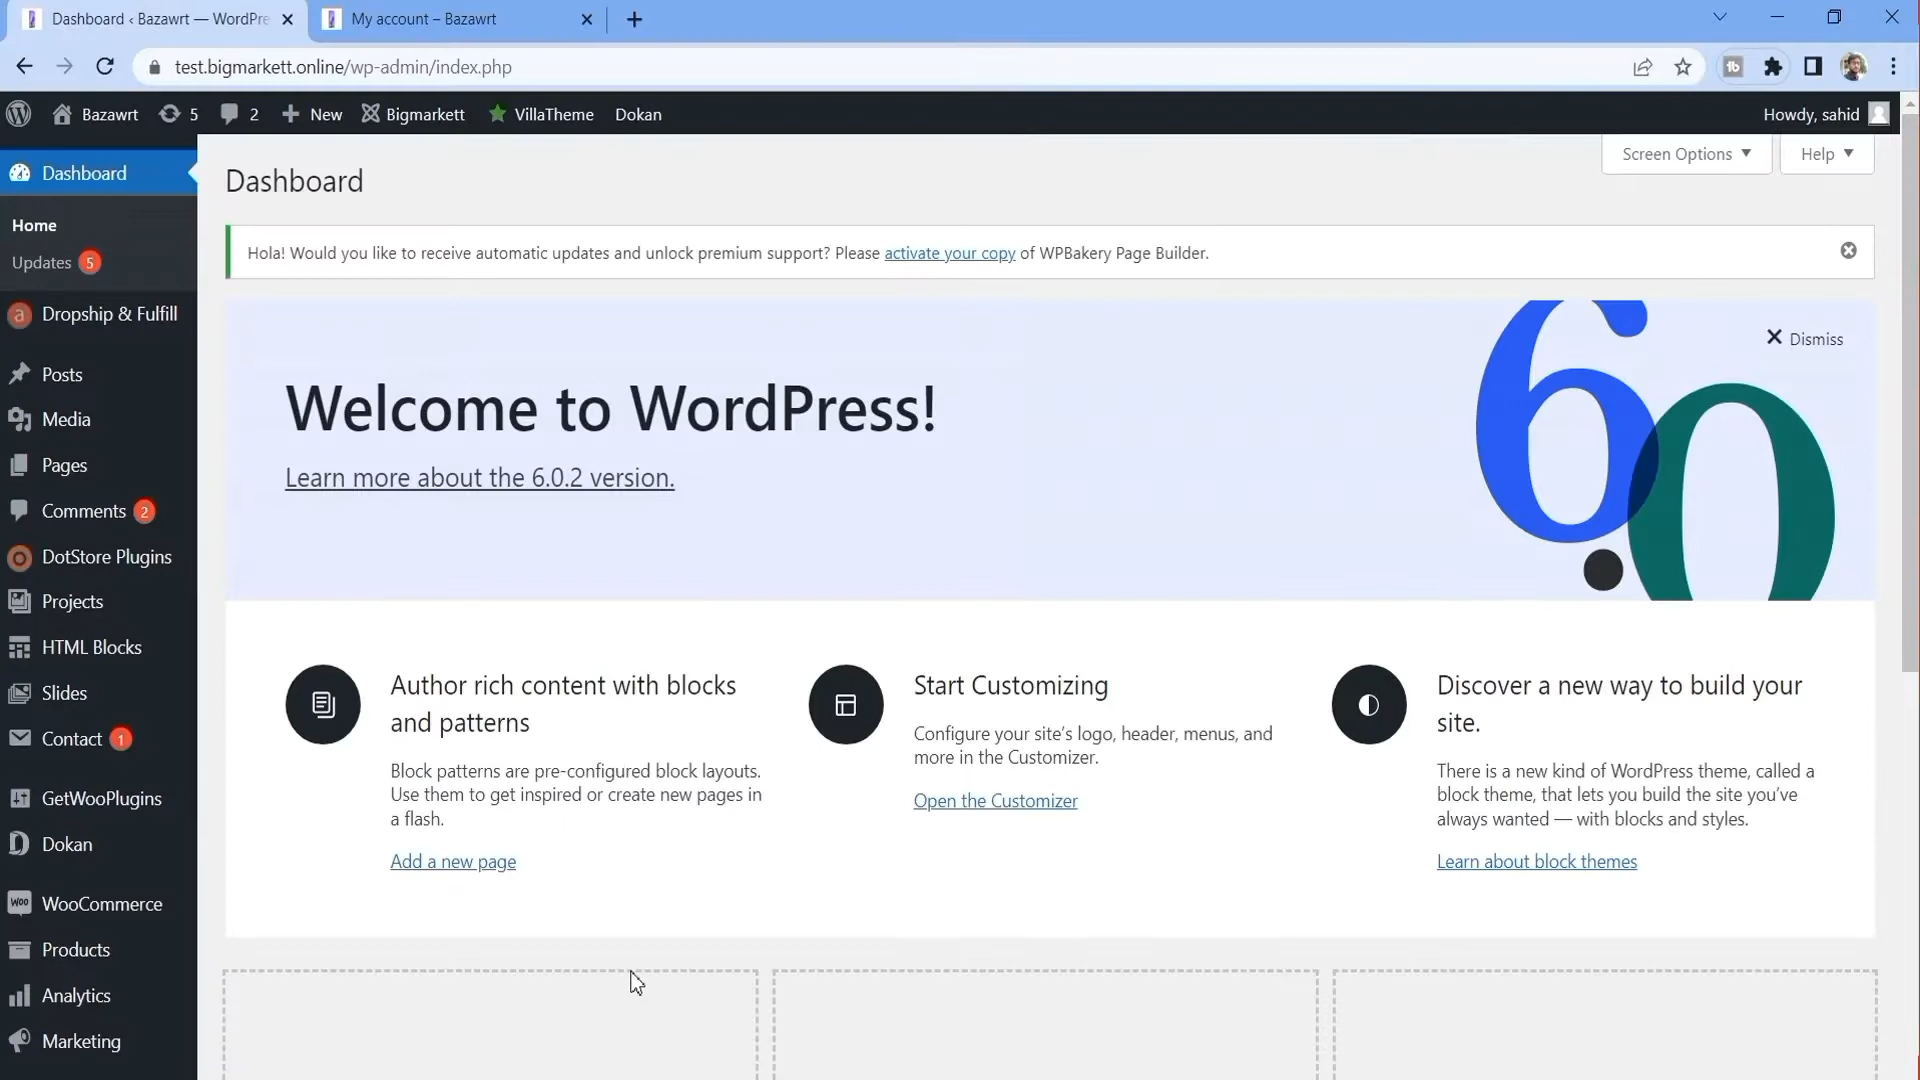 Dashboard ‹ Bazawrt — WordPre
My account – Bazawrt
test.bigmarkett.online/wp-admin/index.php
Bazawrt
5
2
New
Bigmarkett
VillaTheme
Dokan
Howdy, sahid
Dashboard
Home
Updates 5
Dropship & Fulfill
Posts
Media
Pages
Comments 2
DotStore Plugins
Projects
HTML Blocks
Slides
Contact 1
GetWooPlugins
Dokan
WooCommerce
Products
Analytics
Marketing
Screen Options
Help
Dashboard
Hola! Would you like to receive automatic updates and unlock premium support? Please activate your copy of WPBakery Page Builder.
Dismiss
Welcome to WordPress!
Learn more about the 6.0.2 version.
6.0
Author rich content with blocks
and patterns
Block patterns are pre-configured block layouts.
Use them to get inspired or create new pages in
a flash.
Add a new page
Start Customizing
Configure your site's logo, header, menus, and
more in the Customizer.
Open the Customizer
Discover a new way to build your
site.
There is a new kind of WordPress theme, called a
block theme, that lets you build the site you've
always wanted — with blocks and styles.
Learn about block themes